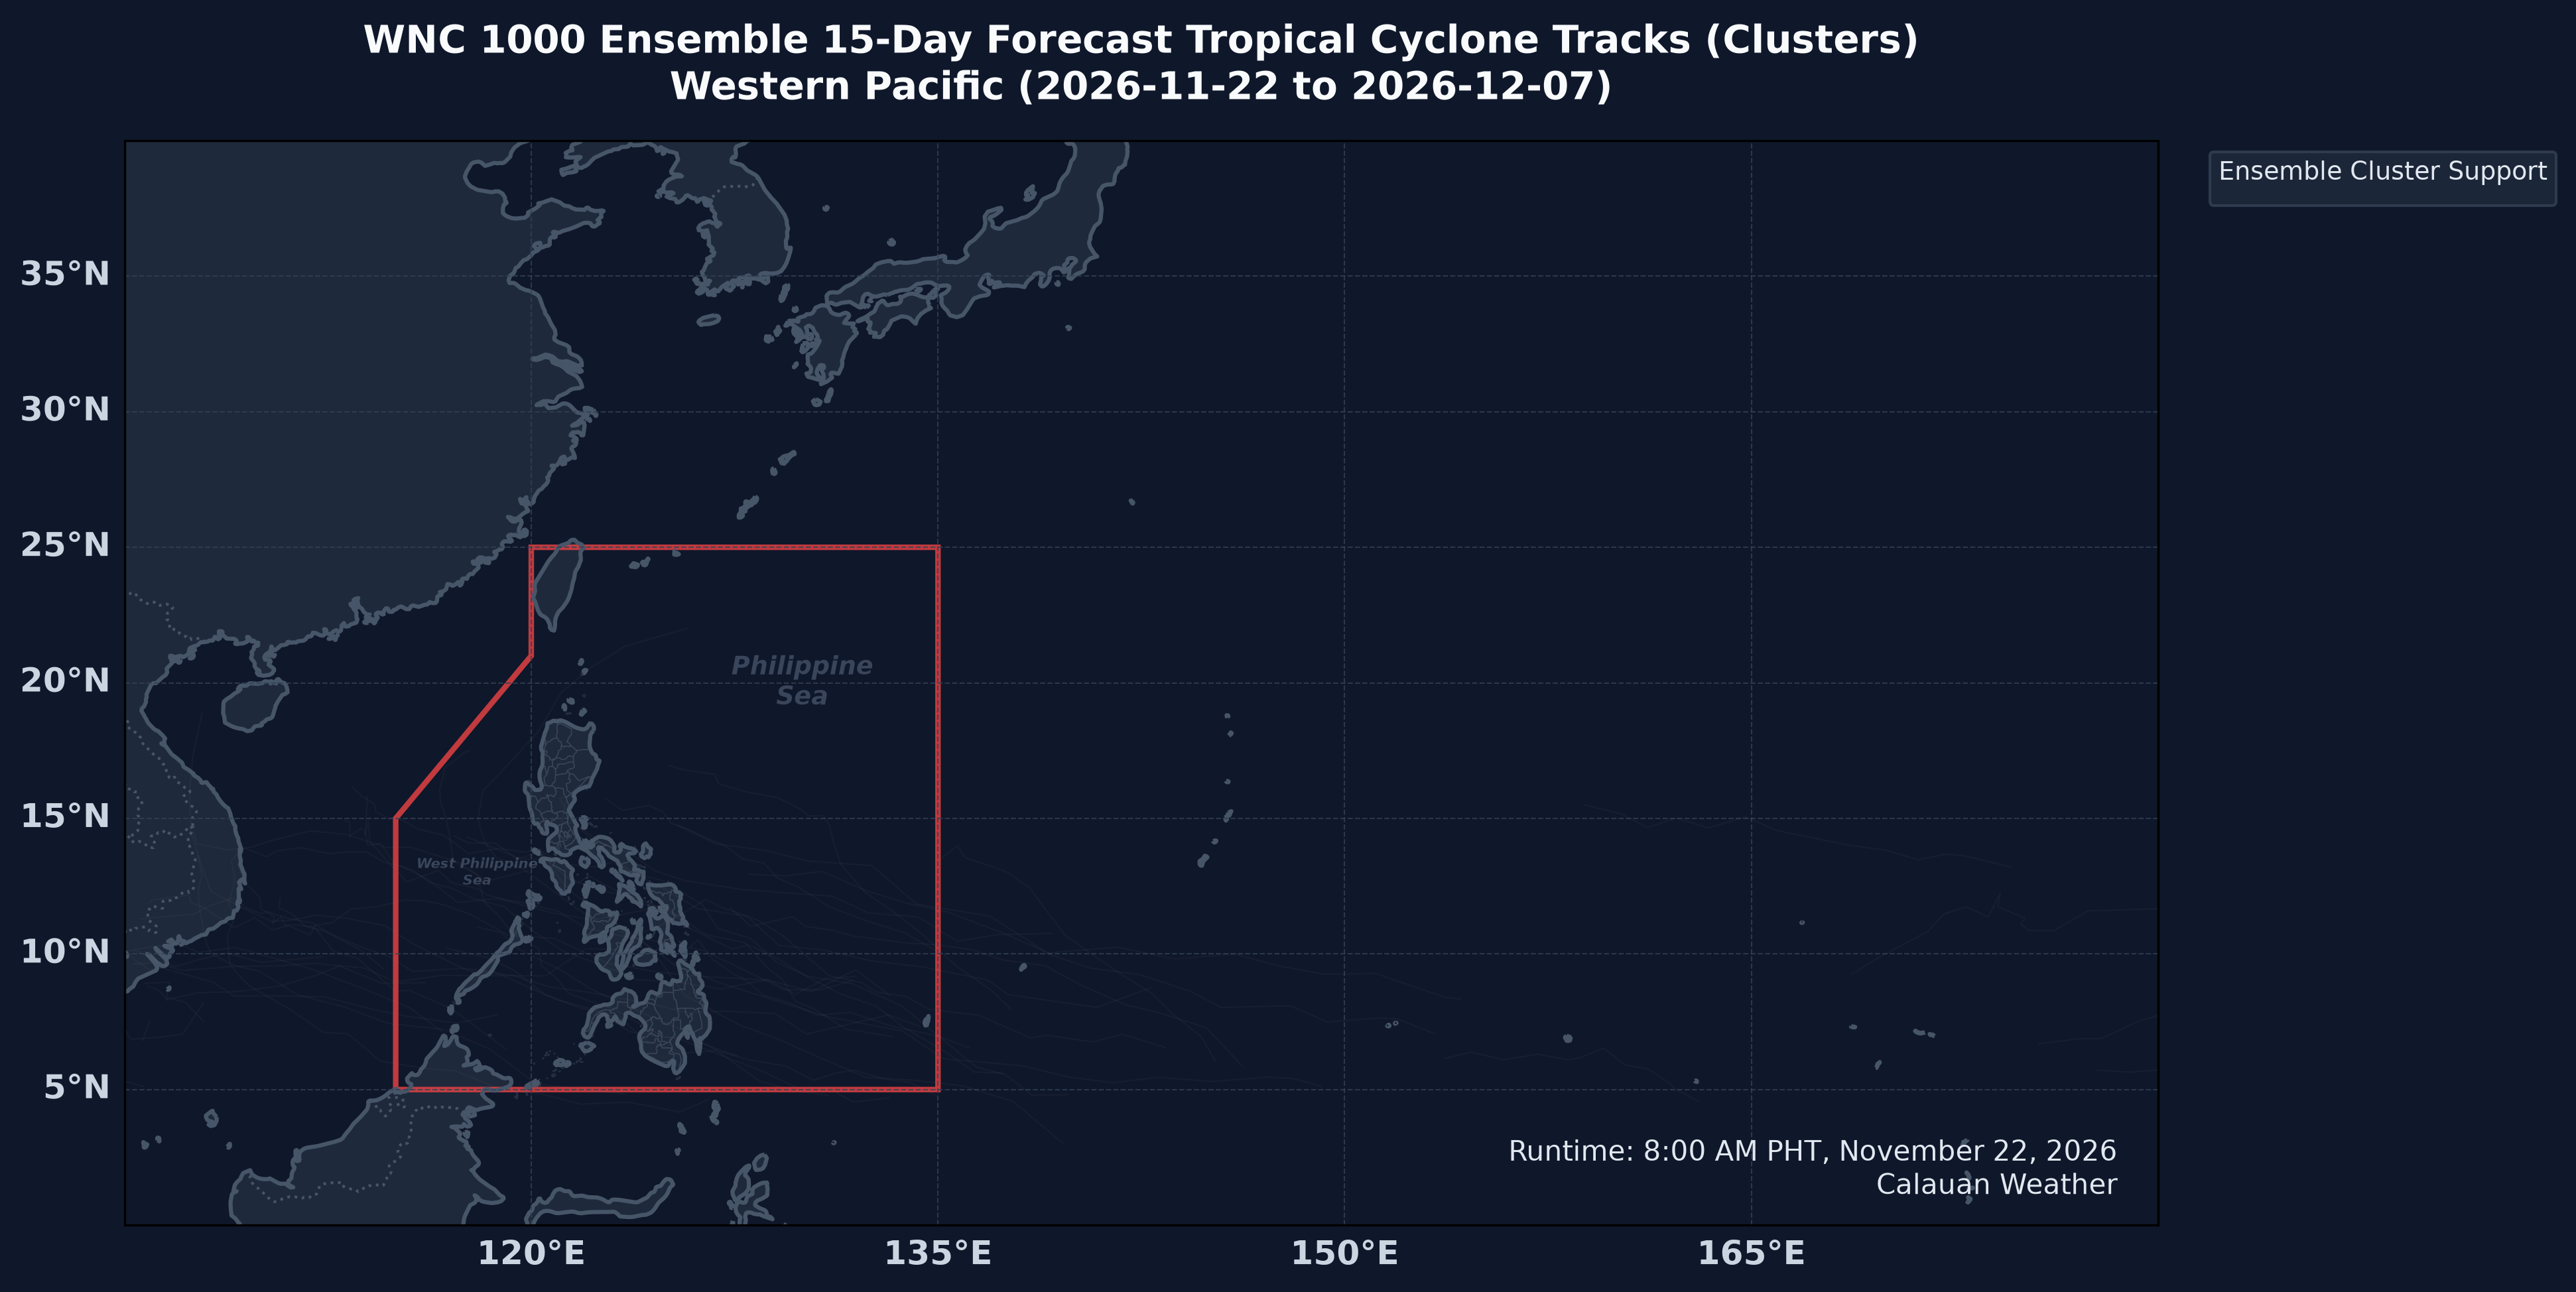 WNC 1000 Ensemble 15-Day Forecast Tropical Cyclone Tracks (Clusters)
Western Pacific (2026-11-22 to 2026-12-07)
Ensemble Cluster Support
35°N
30°N
25°N
20°N
15°N
10°N
5°N
Philippine
Sea
West Philippine
Sea
Runtime: 8:00 AM PHT, November 22, 2026
Calauan Weather
120°E
135°E
150°E
165°E